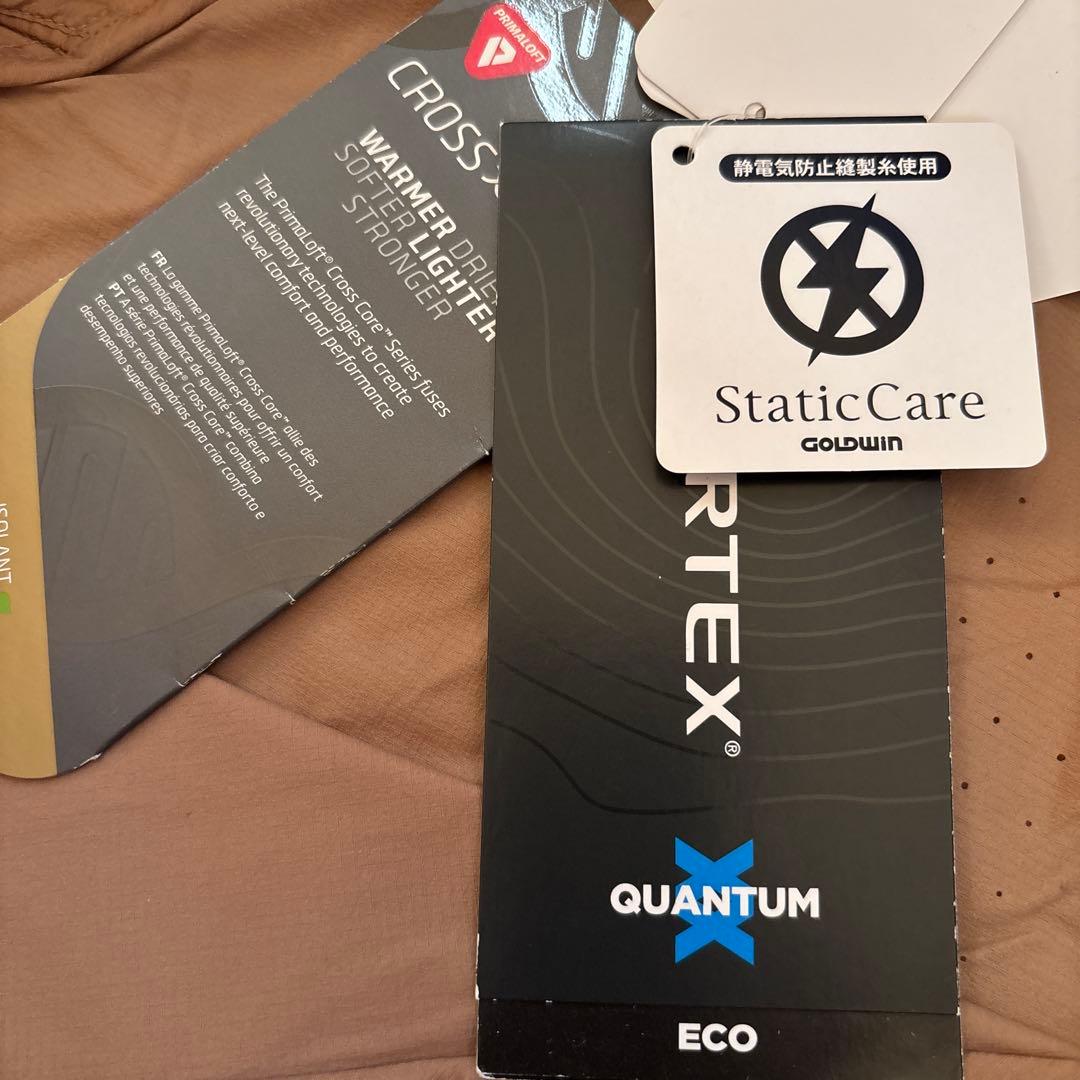 PRIMALOFT
CROSS
WARMER DRIE
SOFTER LIGHTER
STRONGER
The PrimaLoft® Cross Core™ Series fuses
revolutionary technologies to create
next-level comfort and performance
FR La gamme PrimaLoft® Cross Core™ allie des
technologies révolutionnaires pour offrir un confort
et une performance de qualité supérieure
PT A série PrimaLoft® Cross Core™ combina
tecnologias revolucionárias para criar conforto e
desempenho superiores
ISOLANT
静電気防止縫製糸使用
StaticCare
GOLDWIN
RTEX®
QUANTUM
ECO